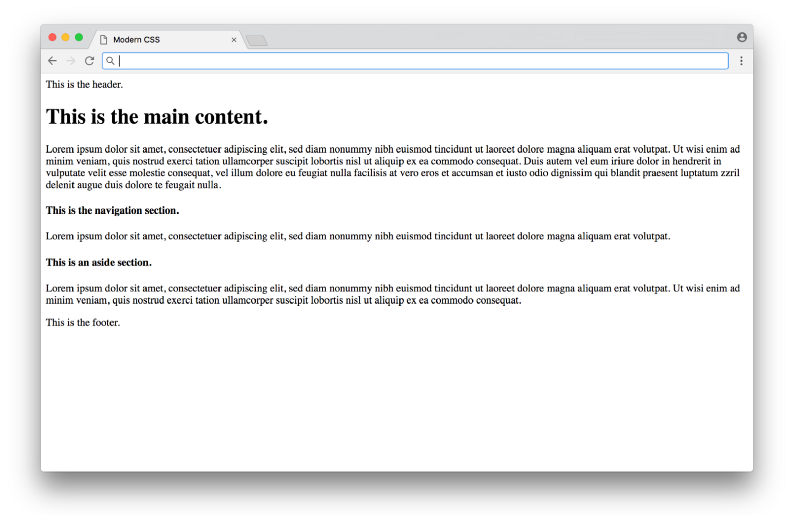 Modern CSS
This is the header.
This is the main content.
Lorem ipsum dolor sit amet, consectetuer adipiscing elit, sed diam nonummy nibh euismod tincidunt ut laoreet dolore magna aliquam erat volutpat. Ut wisi enim ad
minim veniam, quis nostrud exerci tation ullamcorper suscipit lobortis nisl ut aliquip ex ea commodo consequat. Duis autem vel eum iriure dolor in hendrerit in
vulputate velit esse molestie consequat, vel illum dolore eu feugiat nulla facilisis at vero eros et accumsan et iusto odio dignissim qui blandit praesent luptatum zzril
delenit augue duis dolore te feugait nulla.
This is the navigation section.
Lorem ipsum dolor sit amet, consectetuer adipiscing elit, sed diam nonummy nibh euismod tincidunt ut laoreet dolore magna aliquam erat volutpat.
This is an aside section.
Lorem ipsum dolor sit amet, consectetuer adipiscing elit, sed diam nonummy nibh euismod tincidunt ut laoreet dolore magna aliquam erat volutpat. Ut wisi enim ad
minim veniam, quis nostrud exerci tation ullamcorper suscipit lobortis nisl ut aliquip ex ea commodo consequat.
This is the footer.